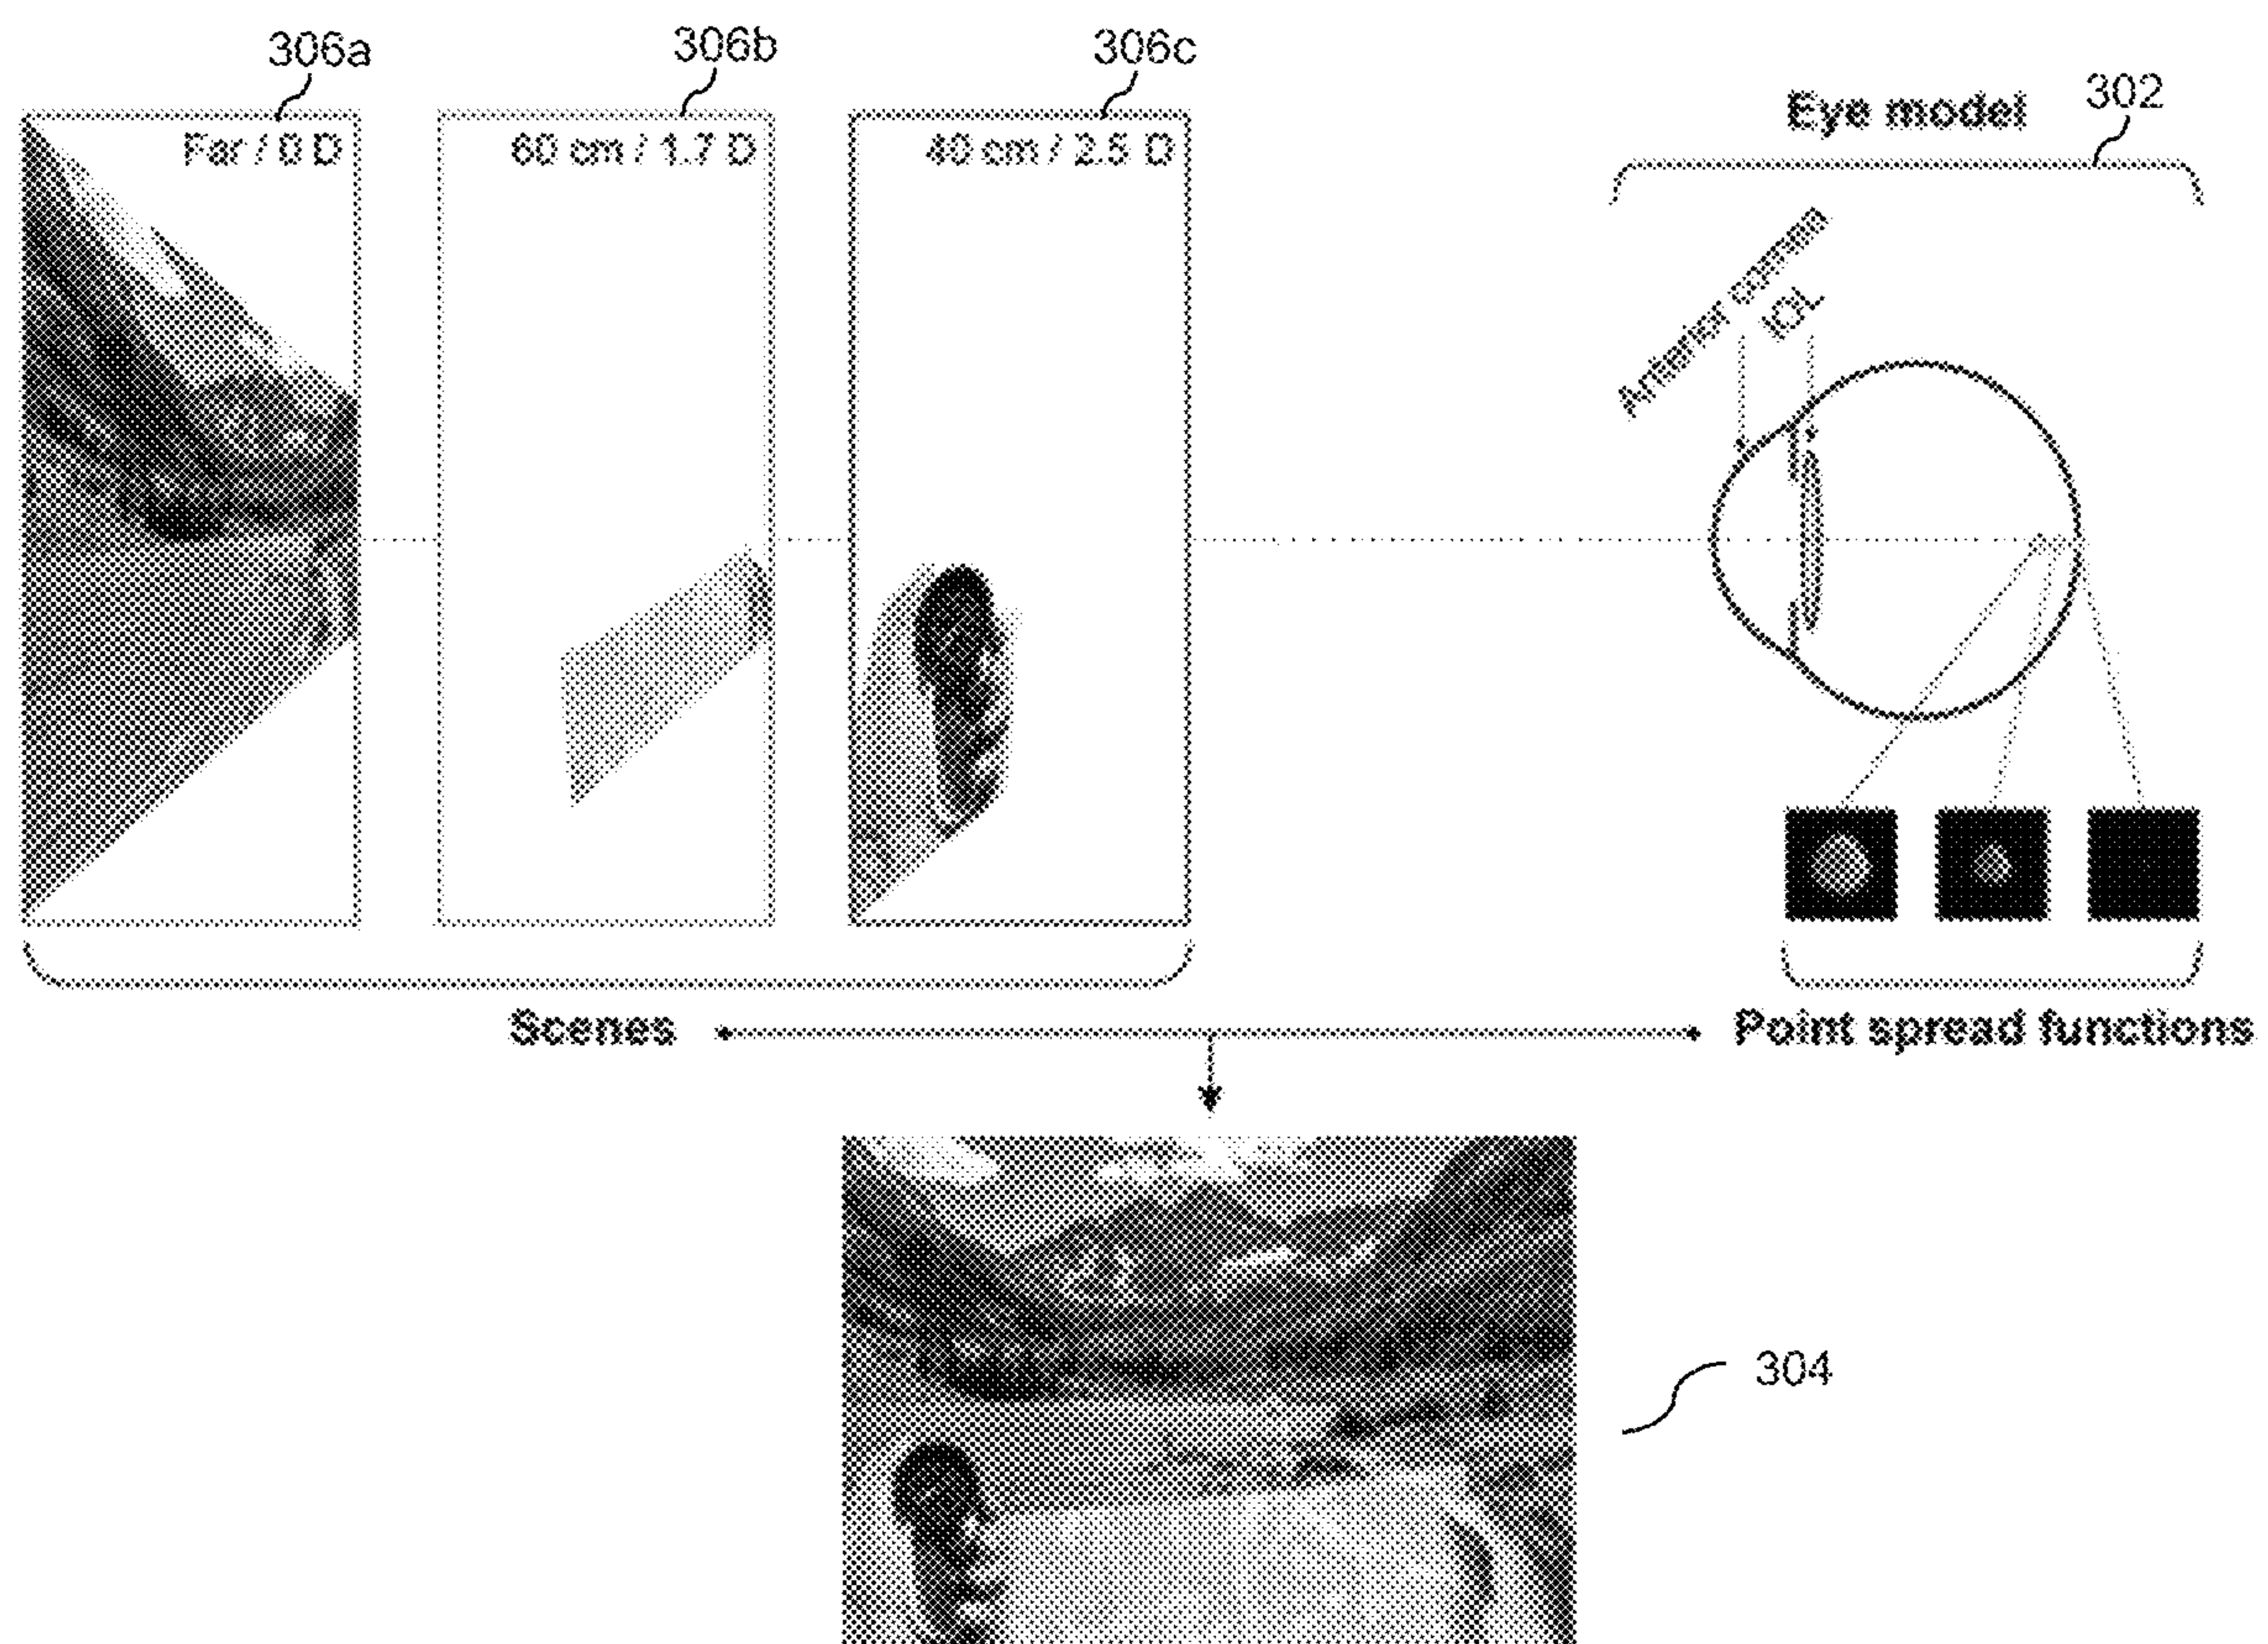 306a
306b
306c
Far / 0 D
60 cm / 1.7 D
40 cm / 2.5 D
Eye model
302
Anterior cornea
IOL
Scenes
Point spread functions
304